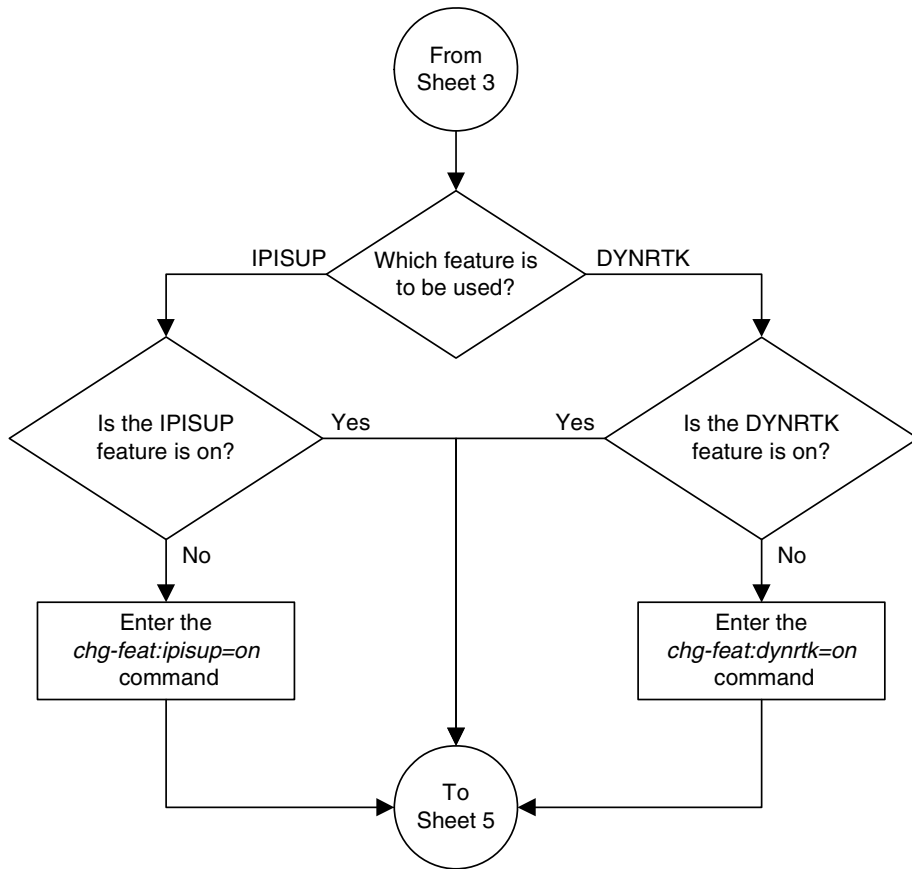 From
Sheet 3
IPISUP
Which feature is
to be used?
DYNRTK
Is the IPISUP
feature is on?
Yes
Yes
Is the DYNRTK
feature is on?
No
No
Enter the
chg-feat:ipisup=on
command
Enter the
chg-feat:dynrtk=on
command
To
Sheet 5